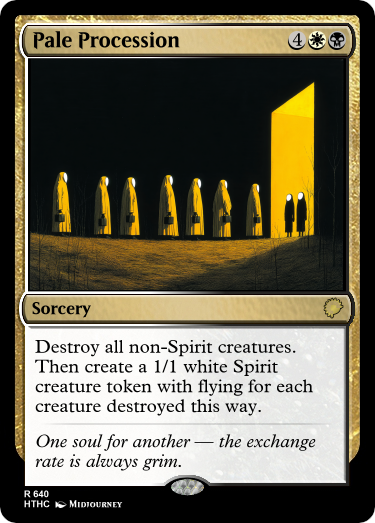 Pale Procession 4
Sorcery
Destroy all non-Spirit creatures.
Then create a 1/1 white Spirit
creature token with flying for each
creature destroyed this way.
One soul for another — the exchange
rate is always grim.
R 640
HTHC Midjourney